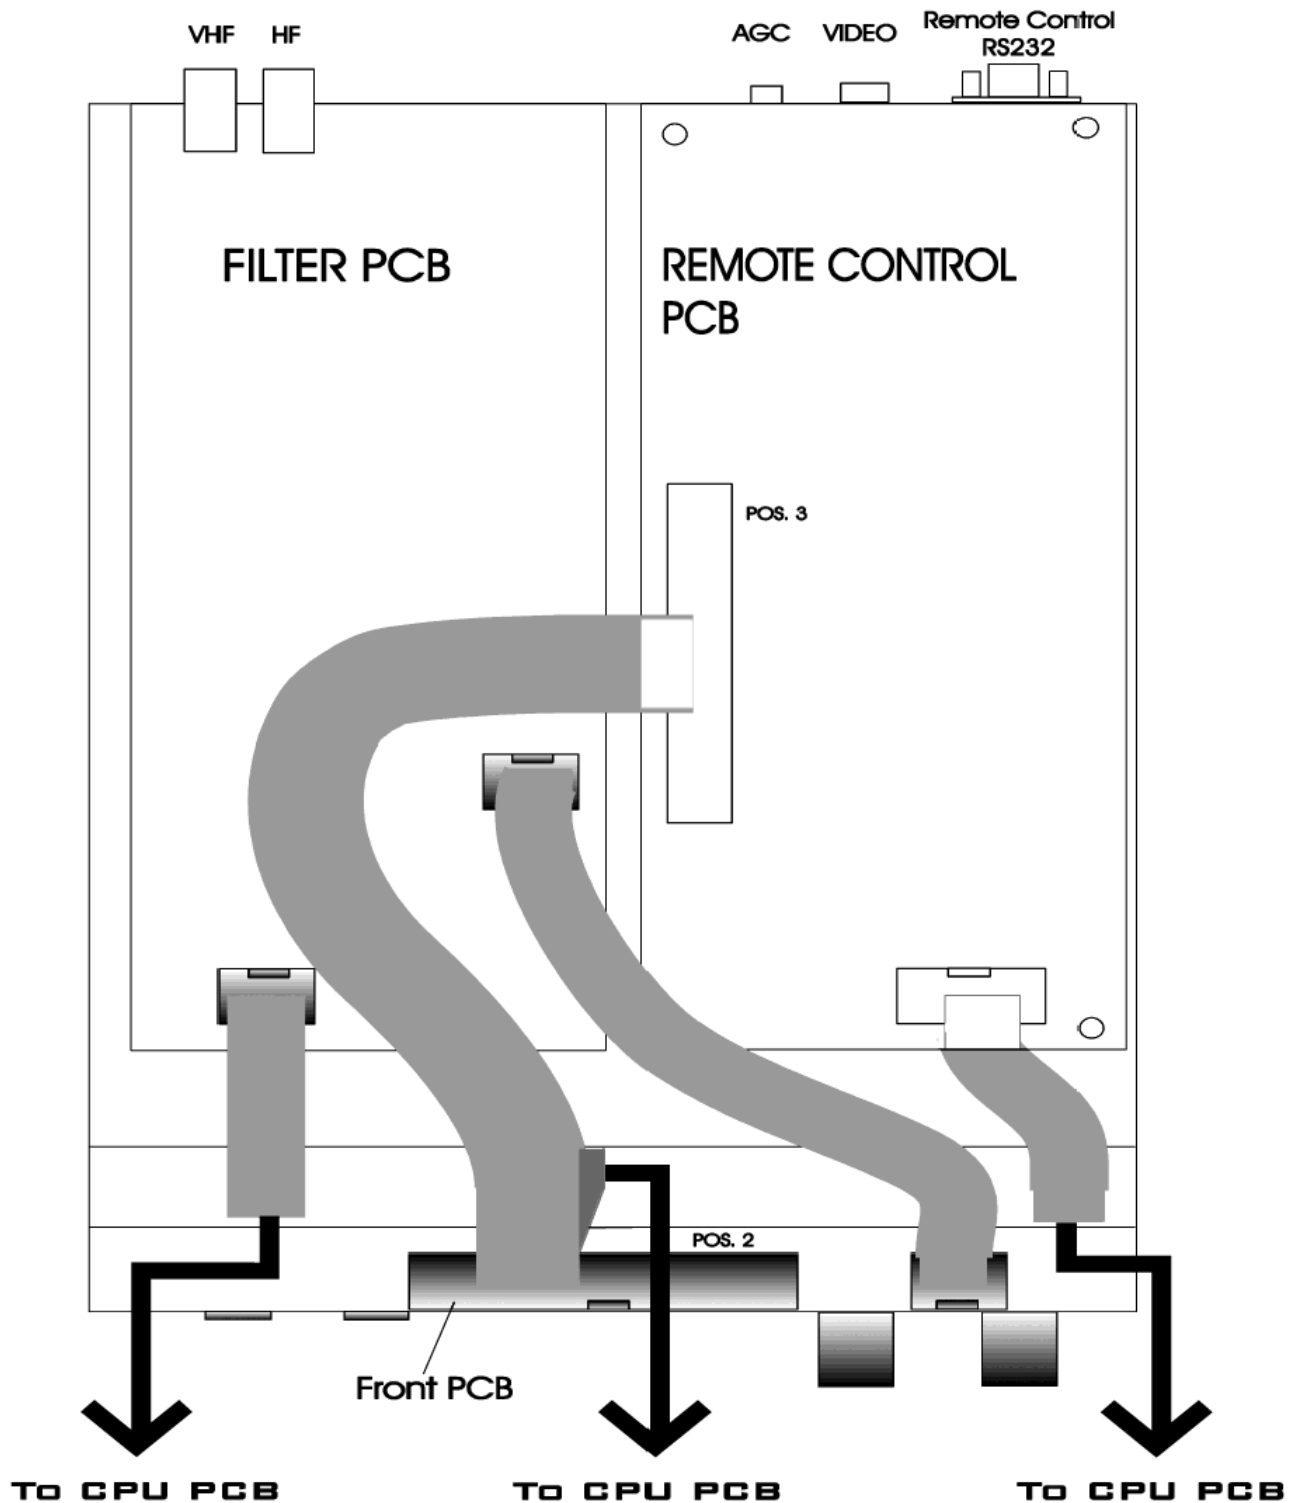 VHF HF
AGC VIDEO Remote Control
RS232
FILTER PCB
REMOTE CONTROL
PCB
POS. 3
POS. 2
Front PCB
To CPU PCB
To CPU PCB
To CPU PCB